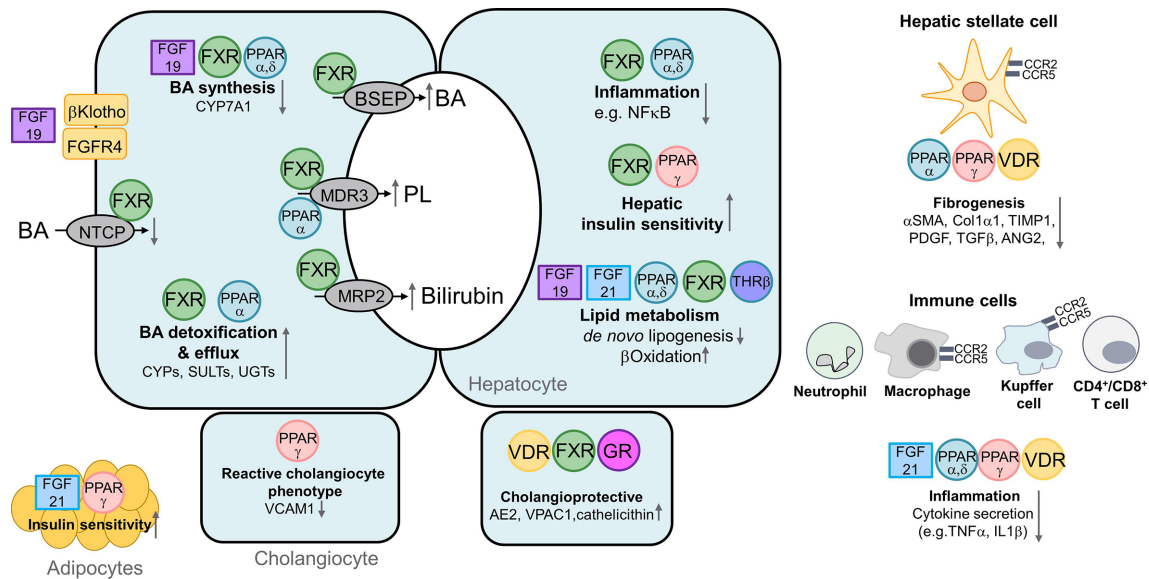 FGF
19
FXR
PPAR
α,δ
BA synthesis
CYP7A1
FGF
19
βKlotho
FGFR4
FXR
BA
NTCP
FXR
BSEP
BA
FXR
MDR3
PL
PPAR
α
FXR
MRP2
Bilirubin
FXR
PPAR
α
BA detoxification
& efflux
CYPs, SULTs, UGTs
FXR
PPAR
α,δ
Inflammation
e.g. NFκB
FXR
PPAR
γ
Hepatic
insulin sensitivity
FGF
19
FGF
21
PPAR
α,δ
FXR
THRβ
Lipid metabolism
de novo lipogenesis
βOxidation
Hepatocyte
PPAR
γ
Reactive cholangiocyte
phenotype
VCAM1
Cholangiocyte
VDR
FXR
GR
Cholangioprotective
AE2, VPAC1,cathelicithin
FGF
21
PPAR
γ
Insulin sensitivity
Adipocytes
Hepatic stellate cell
CCR2
CCR5
PPAR
α
PPAR
γ
VDR
Fibrogenesis
αSMA, Col1α1, TIMP1,
PDGF, TGFβ, ANG2,
Immune cells
CCR2
CCR5
CCR2
CCR5
Neutrophil
Macrophage
Kupffer
cell
CD4+/CD8+
T cell
FGF
21
PPAR
α,δ
PPAR
γ
VDR
Inflammation
Cytokine secretion
(e.g.TNFα, IL1β)